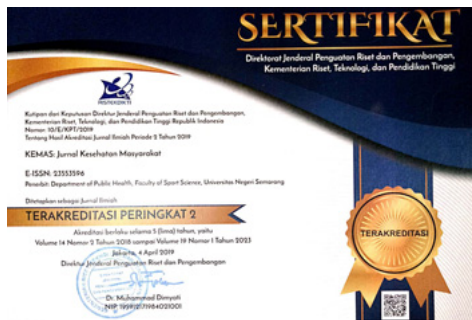 SERTIFIKAT
Direktorat Jenderal Penguatan Riset dan Pengembangan,
Kementerian Riset, Teknologi, dan Pendidikan Tinggi
RISTEKDIKTI
Kutipan dari Keputusan Direktur Jenderal Penguatan Riset dan Pengembangan,
Kementerian Riset, Teknologi, dan Pendidikan Tinggi Republik Indonesia
Nomor: 10/E/KPT/2019
Tentang Hasil Akreditasi Jurnal Ilmiah Periode 2 Tahun 2019
KEMAS: Jurnal Kesehatan Masyarakat
E-ISSN: 23553596
Penerbit: Department of Public Health, Faculty of Sport Science, Universitas Negeri Semarang
Ditetapkan sebagai Jurnal Ilmiah
TERAKREDITASI PERINGKAT 2
Akreditasi berlaku selama 5 (lima) tahun, yaitu
Volume 14 Nomor 2 Tahun 2018 sampai Volume 19 Nomor 1 Tahun 2023
Jakarta, 4 April 2019
Direktur Jenderal Penguatan Riset dan Pengembangan
Dr. Muhammad Dimyati
NIP
TERAKREDITASI